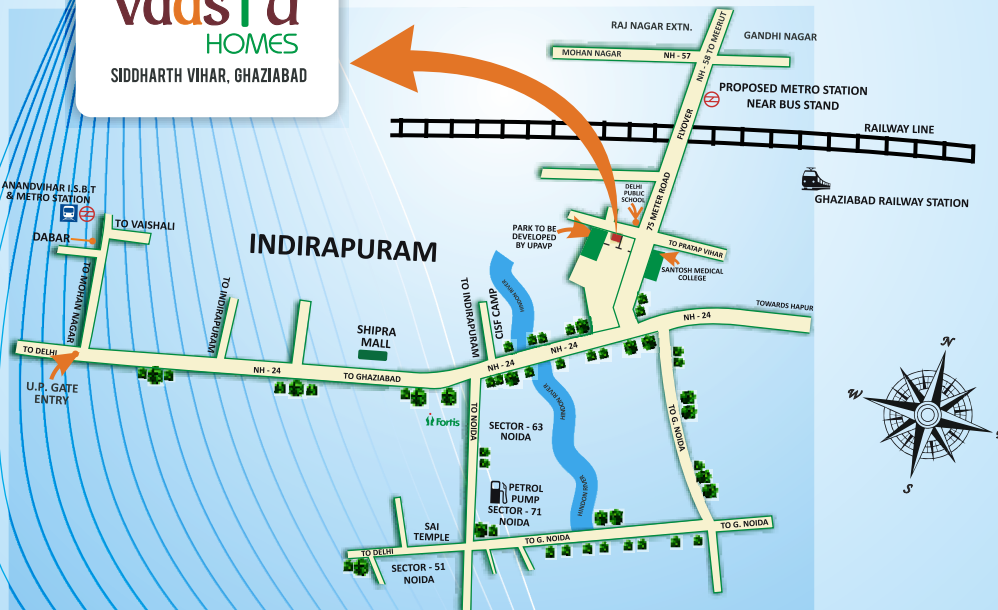 vaasta
HOMES
SIDDHARTH VIHAR, GHAZIABAD
RAJ NAGAR EXTN.
GANDHI NAGAR
MOHAN NAGAR
NH - 57
NH - 58 TO MEERUT
PROPOSED METRO STATION
NEAR BUS STAND
FLYOVER
RAILWAY LINE
GHAZIABAD RAILWAY STATION
75 METER ROAD
DELHI
PUBLIC
SCHOOL
PARK TO BE
DEVELOPED
BY UPAVP
TO PRATAP VIHAR
SANTOSH MEDICAL
COLLEGE
ANANDVIHAR I.S.B.T
& METRO STATION
TO VAISHALI
DABAR
TO MOHAN NAGAR
INDIRAPURAM
TO INDIRAPURAM
TO INDIRAPURAM
CISF CAMP
HINDON RIVER
SHIPRA
MALL
TOWARDS HAPUR
NH - 24
NH - 24
NH - 24
TO DELHI
NH - 24
TO GHAZIABAD
U.P. GATE
ENTRY
Fortis
TO NOIDA
SECTOR - 63
NOIDA
HINDON RIVER
TO G. NOIDA
PETROL
PUMP
SECTOR - 71
NOIDA
HINDON RIVER
SAI
TEMPLE
TO DELHI
TO G. NOIDA
TO G. NOIDA
SECTOR - 51
NOIDA
N
W
S